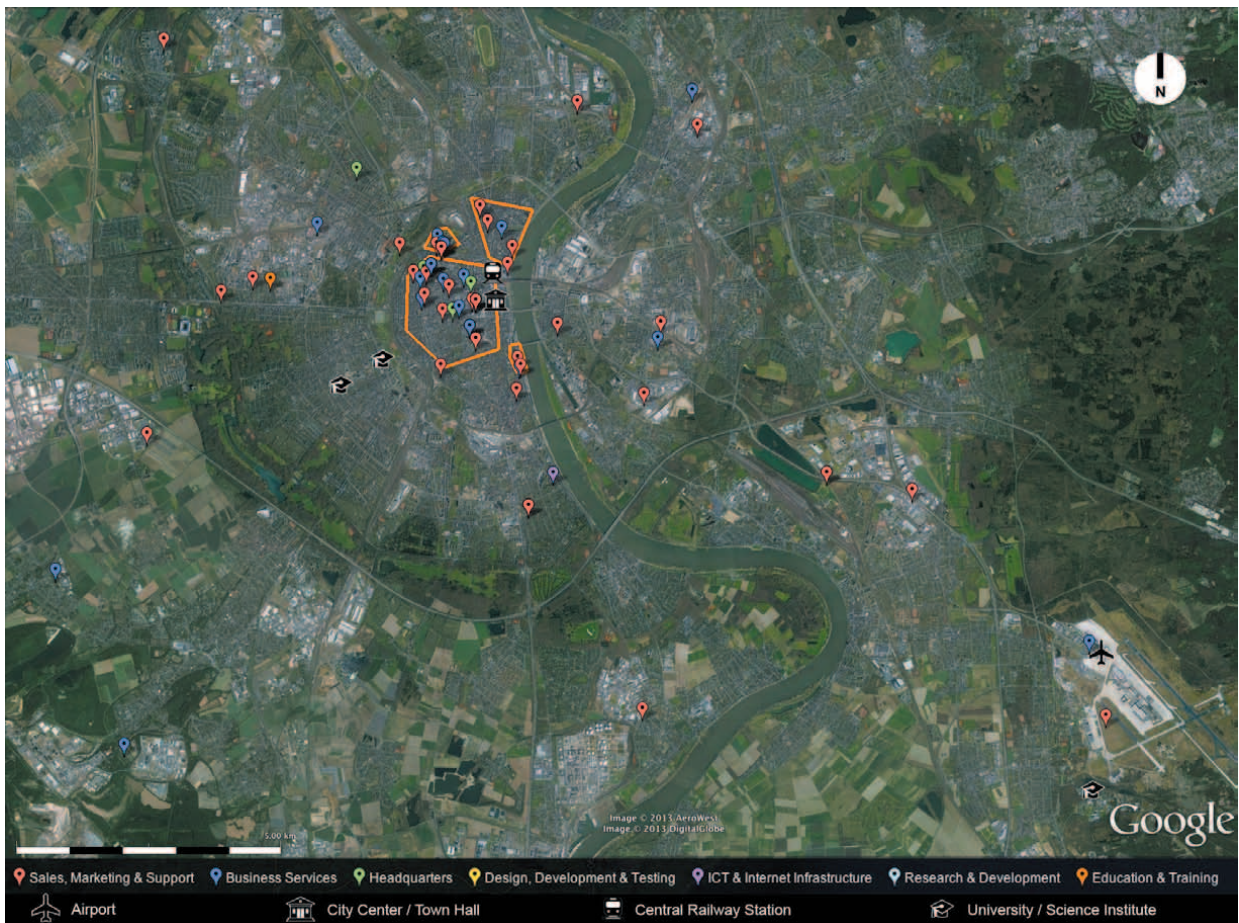 N
5.00 km
Image © 2013 AeroWest
Image © 2013 DigitalGlobe
Google
Sales, Marketing & Support Business Services Headquarters Design, Development & Testing ICT & Internet Infrastructure Research & Development Education & Training
Airport City Center / Town Hall Central Railway Station University / Science Institute